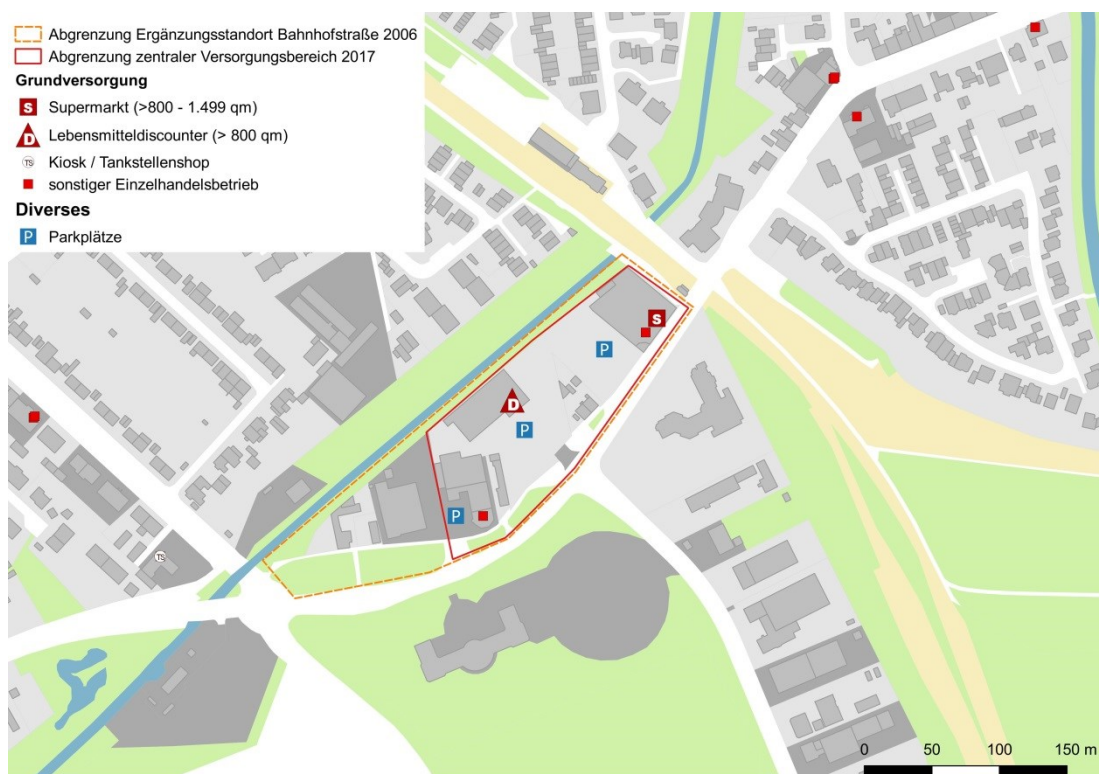 Abgrenzung Ergänzungsstandort Bahnhofstraße 2006
Abgrenzung zentraler Versorgungsbereich 2017
Grundversorgung
S Supermarkt (>800 - 1.499 qm)
D Lebensmitteldiscounter (> 800 qm)
TS Kiosk / Tankstellenshop
sonstiger Einzelhandelsbetrieb
Diverses
P Parkplätze
S
P
D
P
P
TS
0 50 100 150 m